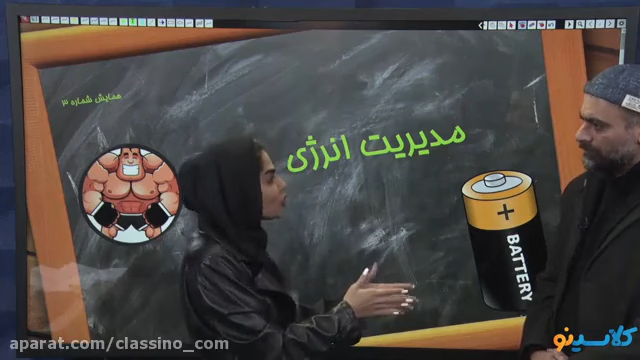 همایش شماره ۳
مدیریت انرژی
+
BATTERY
کلاسینو
aparat.com/classino_com